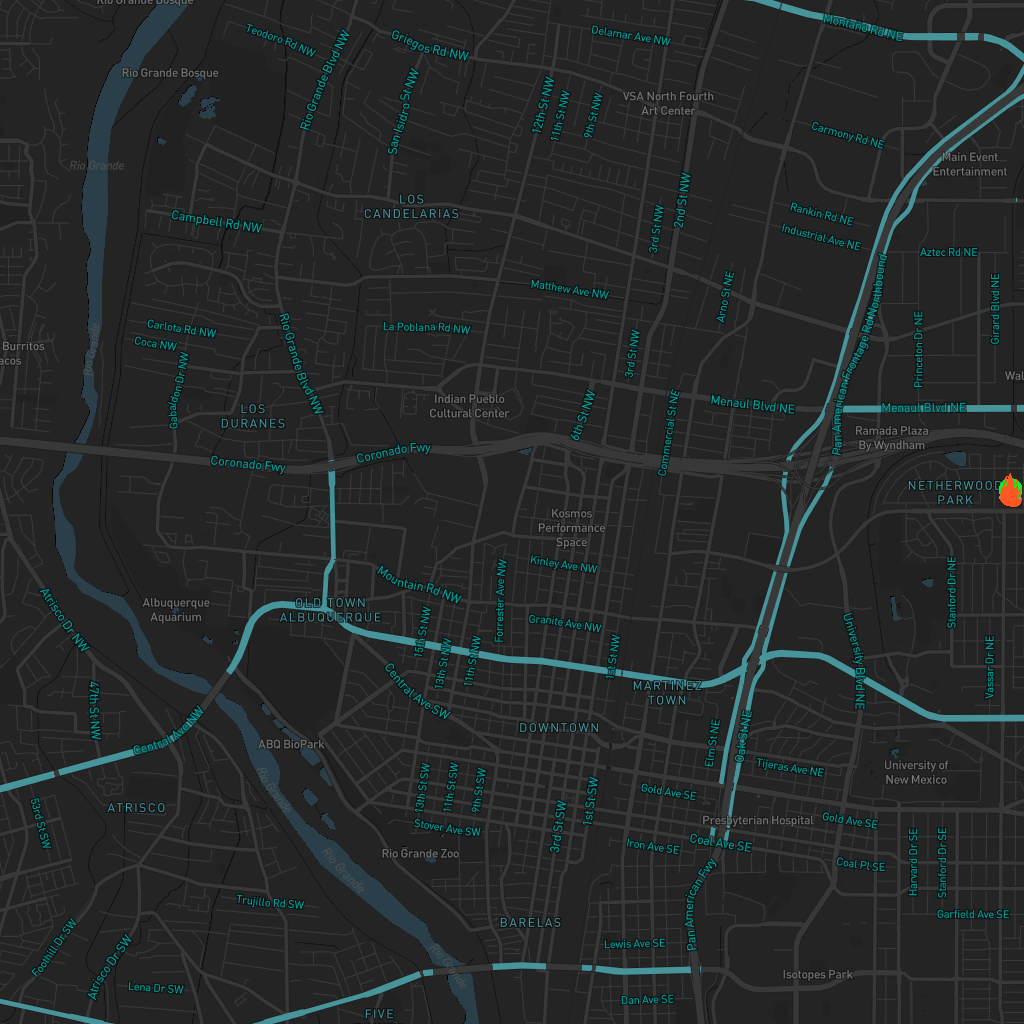 Rio Grande Bosque
Montano Rd NE
Teodoro Rd NW
Griegos Rd NW
Delamar Ave NW
Rio Grande Bosque
Rio Grande Blvd NW
San Isidro St NW
12th St NW
11th St NW
9th St NW
VSA North Fourth
Art Center
Carmony Rd NE
Main Event
Entertainment
Rio Grande
LOS
CANDELARIAS
Campbell Rd NW
2nd St NW
3rd St NW
Rankin Rd NE
Industrial Ave NE
Aztec Rd NE
Matthew Ave NW
Arno St NE
Pan American Frontage Rd Northbound
Girard Blvd NE
Carlota Rd NW
Coca NW
Rio Grande
La Poblana Rd NW
Princeton Dr NE
Burritos
acos
Gabaldon Dr NW
Rio Grande Blvd NW
3rd St NW
Wal
LOS
DURANES
Indian Pueblo
Cultural Center
6th St NW
Commercial St NE
Menaul Blvd NE
Menaul Blvd NE
Coronado Fwy
Coronado Fwy
Ramada Plaza
By Wyndham
NETHERWOOD
PARK
Kosmos
Performance
Space
Kinley Ave NW
Mountain Rd NW
Forrester Ave NW
Stanford Dr NE
Atrisco Dr NW
Albuquerque
Aquarium
OLD TOWN
ALBUQUERQUE
15th St NW
13th St NW
11th St NW
Granite Ave NW
1st St NW
University Blvd NE
Vassar Dr NE
47th St NW
Central Ave SW
MARTINEZ
TOWN
Central Ave NW
ABQ BioPark
DOWNTOWN
Elm St NE
Oak St NE
Tijeras Ave NE
University of
New Mexico
Rio Grande
53rd St SW
ATRISCO
13th St SW
11th St SW
9th St SW
1st St SW
3rd St SW
Gold Ave SE
Presbyterian Hospital
Gold Ave SE
Stover Ave SW
Rio Grande Zoo
Iron Ave SE
Coal Ave SE
Coal Pl SE
Harvard Dr SE
Stanford Dr SE
Rio Grande
Trujillo Rd SW
Pan American Fwy
Garfield Ave SE
BARELAS
Foothill Dr SW
Atrisco Dr SW
Lewis Ave SE
Rio Grande
Isotopes Park
Lena Dr SW
Dan Ave SE
FIVE